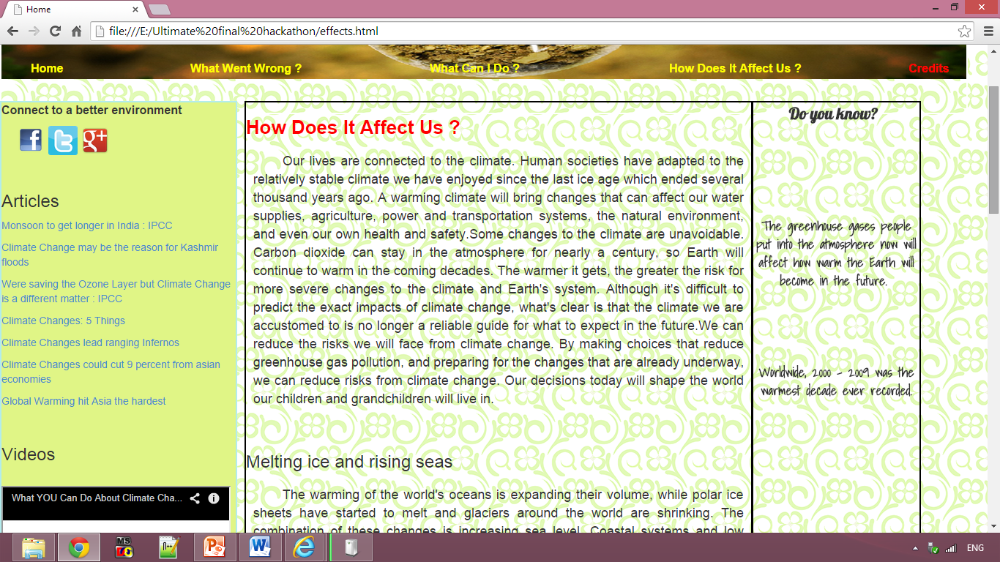 Home
file:///E:/Ultimate%20final%20hackathon/effects.html
Home What Went Wrong ? What Can I Do ? How Does It Affect Us ? Credits
Connect to a better environment
Articles
Monsoon to get longer in India : IPCC
Climate Change may be the reason for Kashmir
floods
Were saving the Ozone Layer but Climate Change
is a different matter : IPCC
Climate Changes: 5 Things
Climate Changes lead ranging Infernos
Climate Changes could cut 9 percent from asian
economies
Global Warming hit Asia the hardest
Videos
What YOU Can Do About Climate Cha...
How Does It Affect Us ?
Our lives are connected to the climate. Human societies have adapted to the
relatively stable climate we have enjoyed since the last ice age which ended several
thousand years ago. A warming climate will bring changes that can affect our water
supplies, agriculture, power and transportation systems, the natural environment,
and even our own health and safety.Some changes to the climate are unavoidable.
Carbon dioxide can stay in the atmosphere for nearly a century, so Earth will
continue to warm in the coming decades. The warmer it gets, the greater the risk for
more severe changes to the climate and Earth's system. Although it's difficult to
predict the exact impacts of climate change, what's clear is that the climate we are
accustomed to is no longer a reliable guide for what to expect in the future.We can
reduce the risks we will face from climate change. By making choices that reduce
greenhouse gas pollution, and preparing for the changes that are already underway,
we can reduce risks from climate change. Our decisions today will shape the world
our children and grandchildren will live in.
Melting ice and rising seas
The warming of the world's oceans is expanding their volume, while polar ice
sheets have started to melt and glaciers around the world are shrinking. The
combination of these changes is increasing sea level. Coastal systems and low
Do you know?
The greenhouse gases people
put into the atmosphere now will
affect how warm the Earth will
become in the future.
Worldwide, 2000 - 2009 was the
warmest decade ever recorded.
ENG